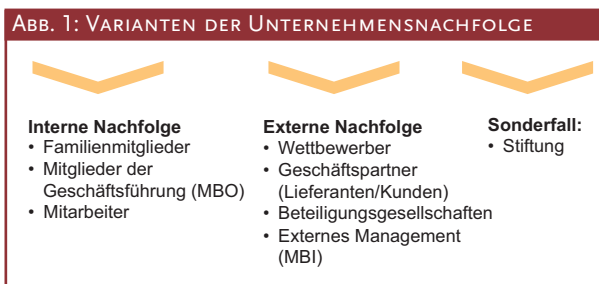 Abb. 1: Varianten der Unternehmensnachfolge
Interne Nachfolge
• Familienmitglieder
• Mitglieder der
Geschäftsführung (MBO)
• Mitarbeiter
Externe Nachfolge
• Wettbewerber
• Geschäftspartner
(Lieferanten/Kunden)
• Beteiligungsgesellschaften
• Externes Management
(MBI)
Sonderfall:
• Stiftung